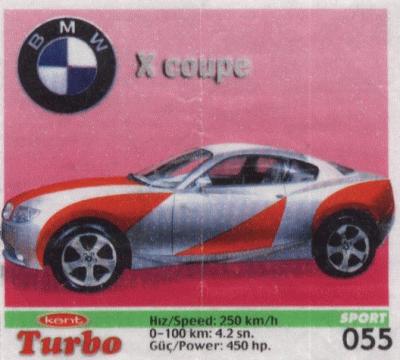 BMW
X coupe
kent
Turbo
Hız/Speed: 250 km/h
0-100 km: 4.2 sn.
Güç/Power: 450 hp.
SPORT
055